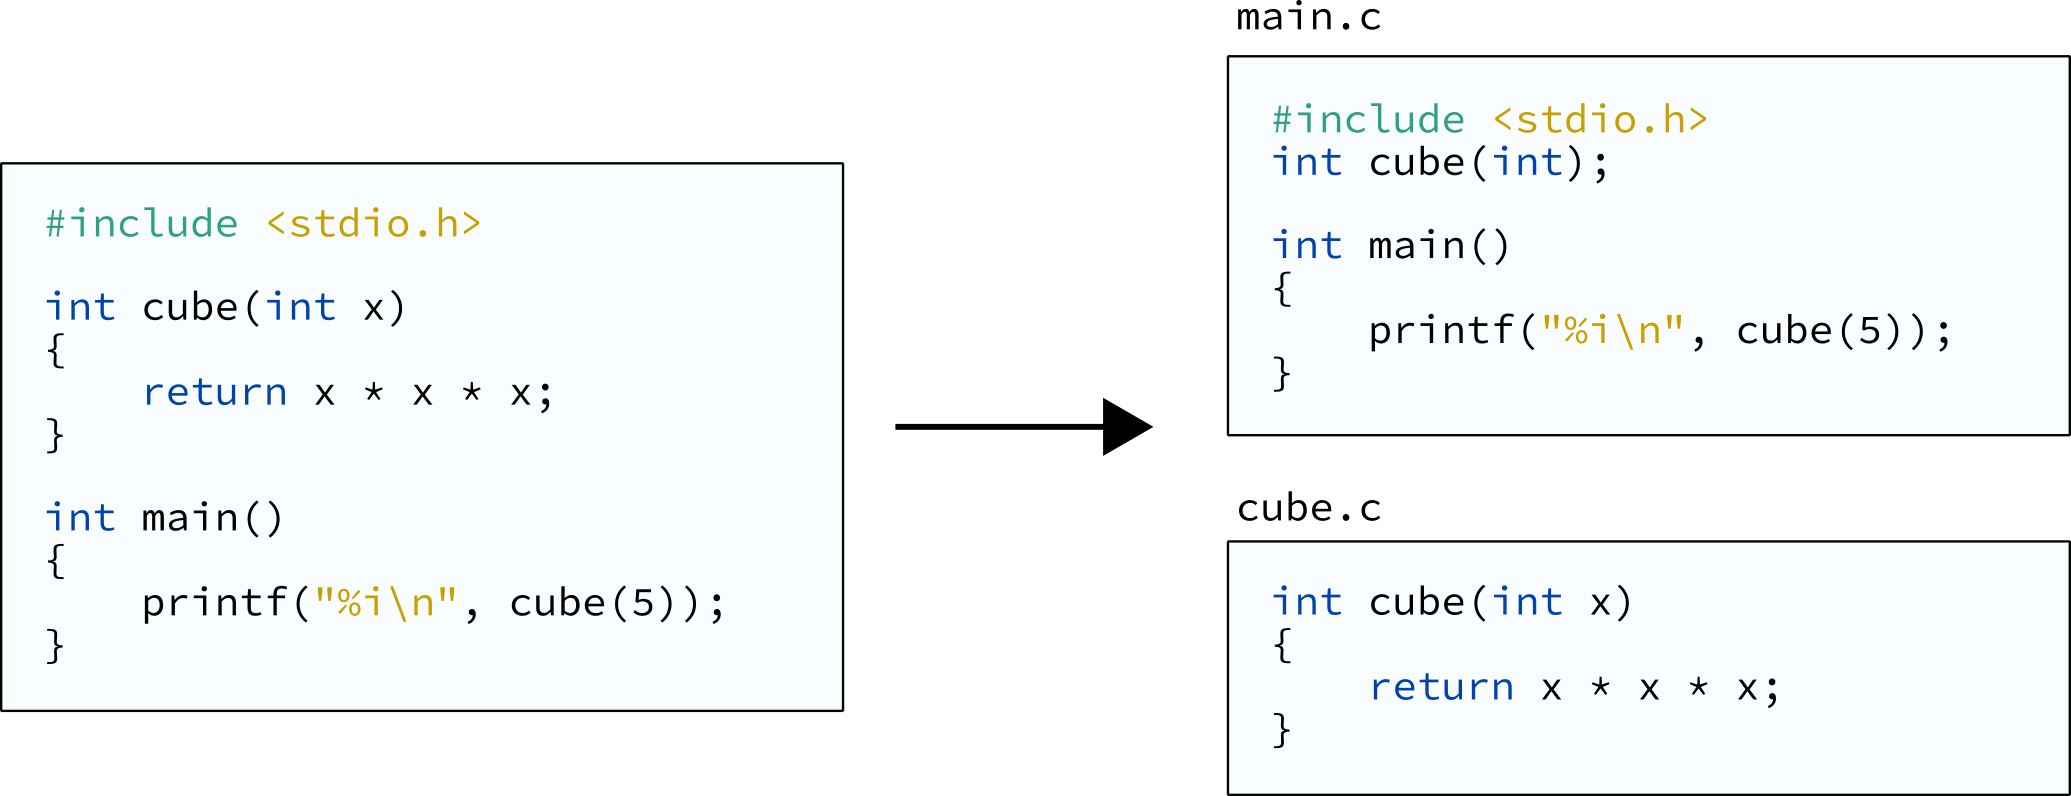 #include <stdio.h>
int cube(int x)
{
    return x * x * x;
}
int main()
{
    printf("%i\n", cube(5));
}
main.c
#include <stdio.h>
int cube(int);
int main()
{
    printf("%i\n", cube(5));
}
cube.c
int cube(int x)
{
    return x * x * x;
}